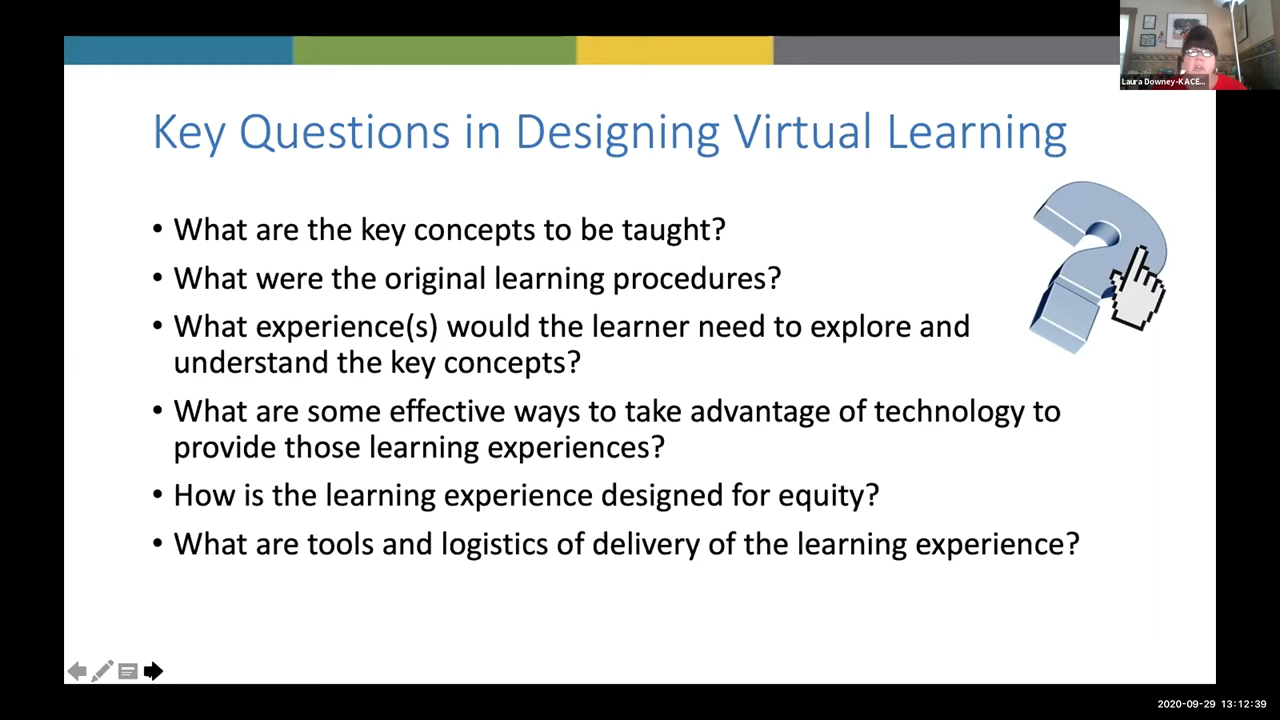 Laura Downey-KACE...
Key Questions in Designing Virtual Learning
• What are the key concepts to be taught?
• What were the original learning procedures?
• What experience(s) would the learner need to explore and
understand the key concepts?
• What are some effective ways to take advantage of technology to
provide those learning experiences?
• How is the learning experience designed for equity?
• What are tools and logistics of delivery of the learning experience?
2020-09-29 13:12:39